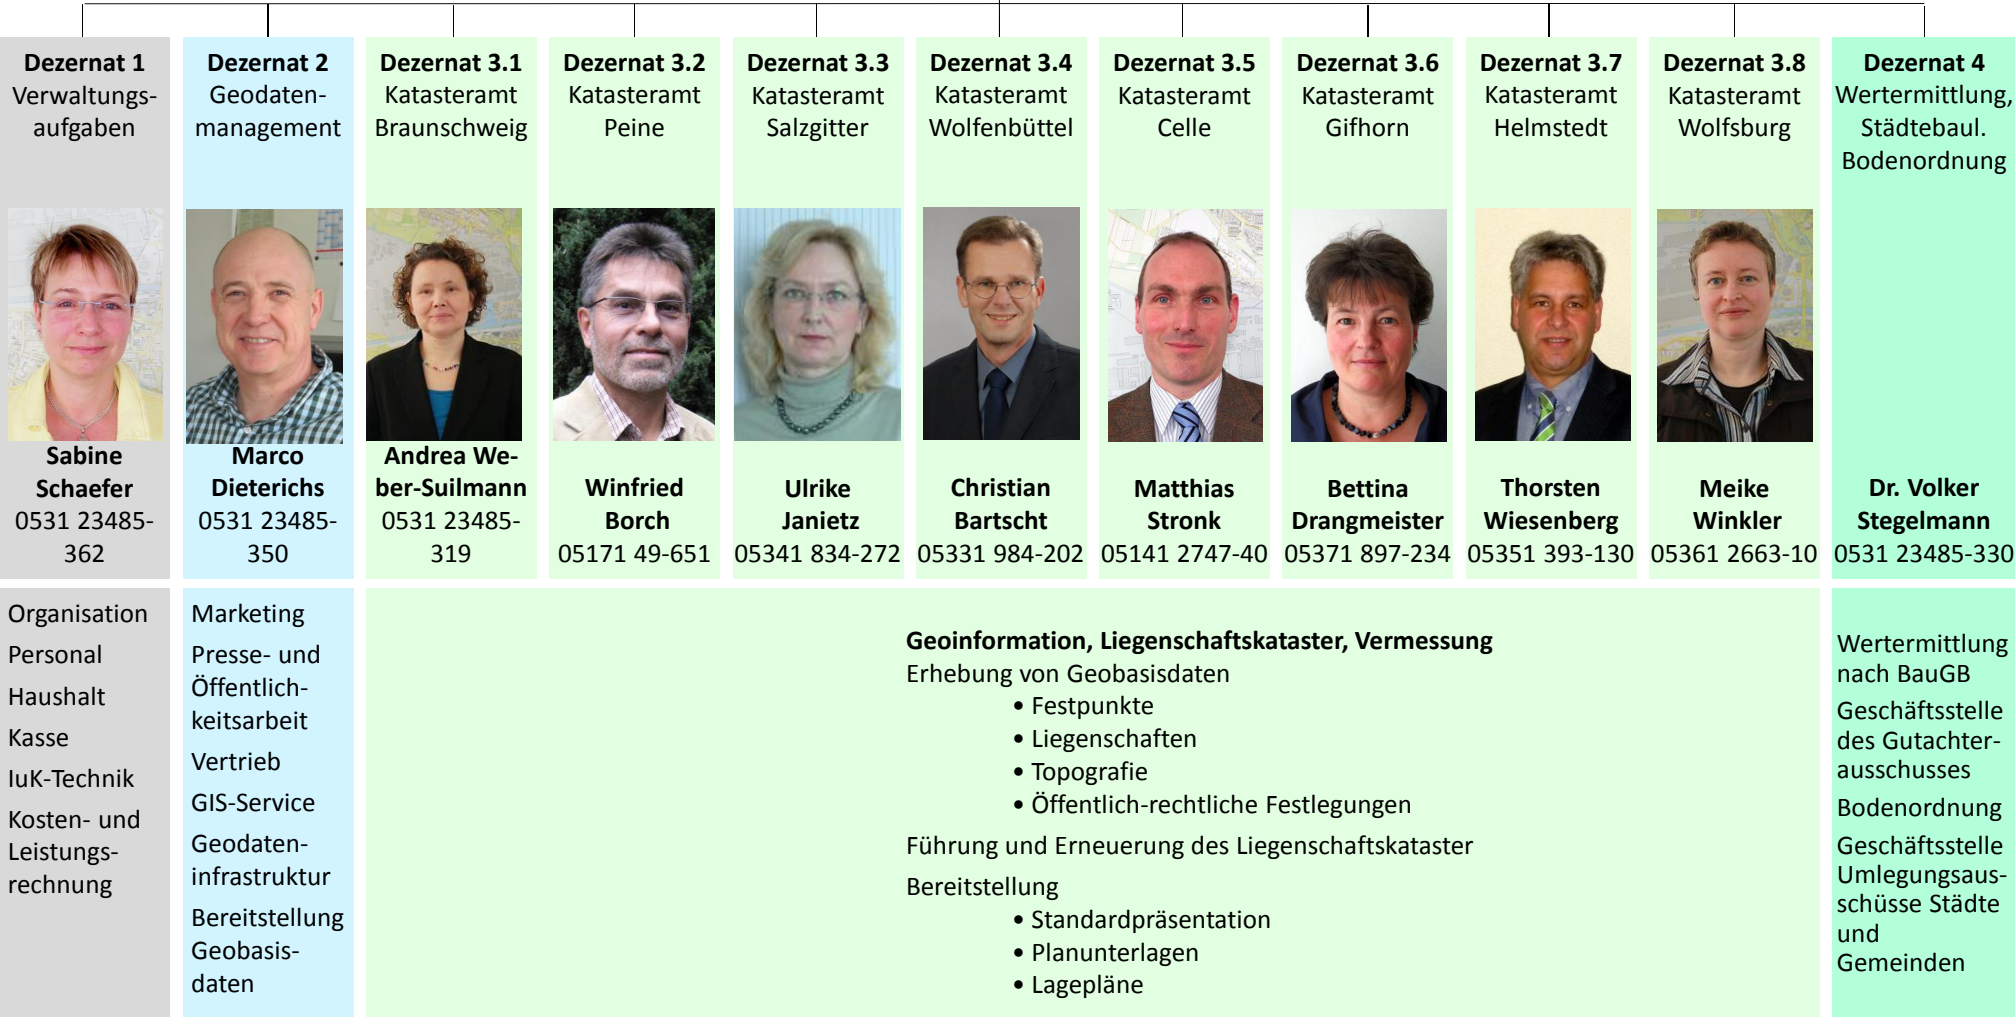 Dezernat 1
Verwaltungs-
aufgaben
Sabine
Schaefer
0531 23485-
362
Dezernat 2
Geodaten-
management
Marco
Dieterichs
0531 23485-
350
Dezernat 3.1
Katasteramt
Braunschweig
Andrea We-
ber-Suilmann
0531 23485-
319
Dezernat 3.2
Katasteramt
Peine
Winfried
Borch
05171 49-651
Dezernat 3.3
Katasteramt
Salzgitter
Ulrike
Janietz
05341 834-272
Dezernat 3.4
Katasteramt
Wolfenbüttel
Christian
Bartscht
05331 984-202
Dezernat 3.5
Katasteramt
Celle
Matthias
Stronk
05141 2747-40
Dezernat 3.6
Katasteramt
Gifhorn
Bettina
Drangmeister
05371 897-234
Dezernat 3.7
Katasteramt
Helmstedt
Thorsten
Wiesenberg
05351 393-130
Dezernat 3.8
Katasteramt
Wolfsburg
Meike
Winkler
05361 2663-10
Dezernat 4
Wertermittlung,
Städtebaul.
Bodenordnung
Dr. Volker
Stegelmann
0531 23485-330
Organisation
Personal
Haushalt
Kasse
IuK-Technik
Kosten- und
Leistungs-
rechnung
Marketing
Presse- und
Öffentlich-
keitsarbeit
Vertrieb
GIS-Service
Geodaten-
infrastruktur
Bereitstellung
Geobasis-
daten
Geoinformation, Liegenschaftskataster, Vermessung
Erhebung von Geobasisdaten
• Festpunkte
• Liegenschaften
• Topografie
• Öffentlich-rechtliche Festlegungen
Führung und Erneuerung des Liegenschaftskataster
Bereitstellung
• Standardpräsentation
• Planunterlagen
• Lagepläne
Wertermittlung
nach BauGB
Geschäftsstelle
des Gutachter-
ausschusses
Bodenordnung
Geschäftsstelle
Umlegungsaus-
schüsse Städte
und
Gemeinden